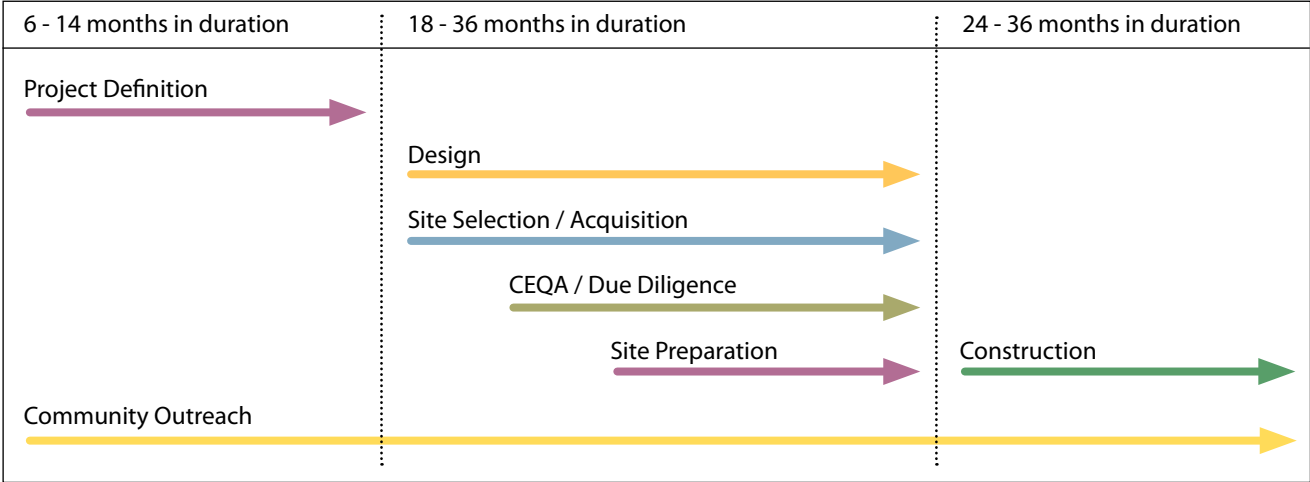 6 - 14 months in duration
18 - 36 months in duration
24 - 36 months in duration
Project Definition
Design
Site Selection / Acquisition
CEQA / Due Diligence
Site Preparation
Construction
Community Outreach